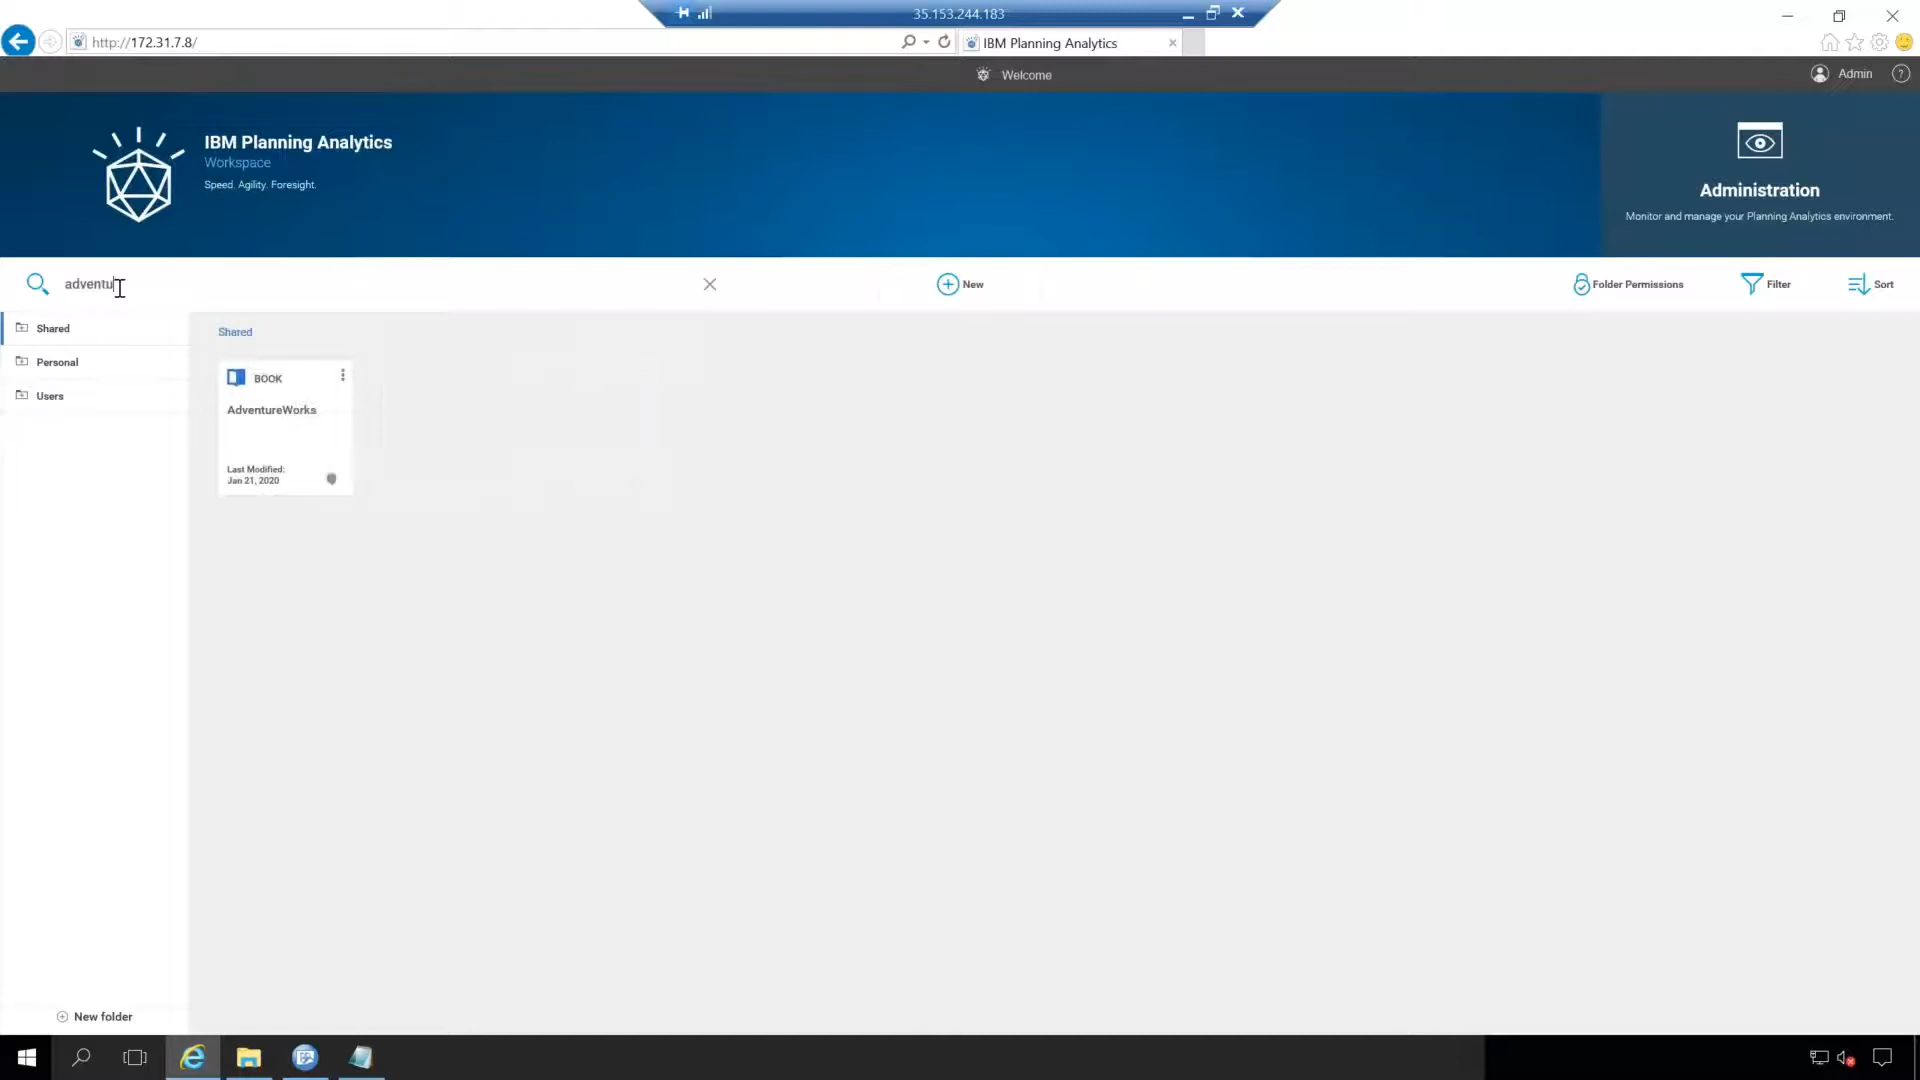 35.153.244.183
http://172.31.7.8/
IBM Planning Analytics
Welcome
Admin
?
IBM Planning Analytics
Workspace
Speed. Agility. Foresight.
Administration
Monitor and manage your Planning Analytics environment.
adventu
New
Folder Permissions
Filter
Sort
Shared
Personal
Users
Shared
BOOK
AdventureWorks
Last Modified:
Jan 21, 2020
New folder